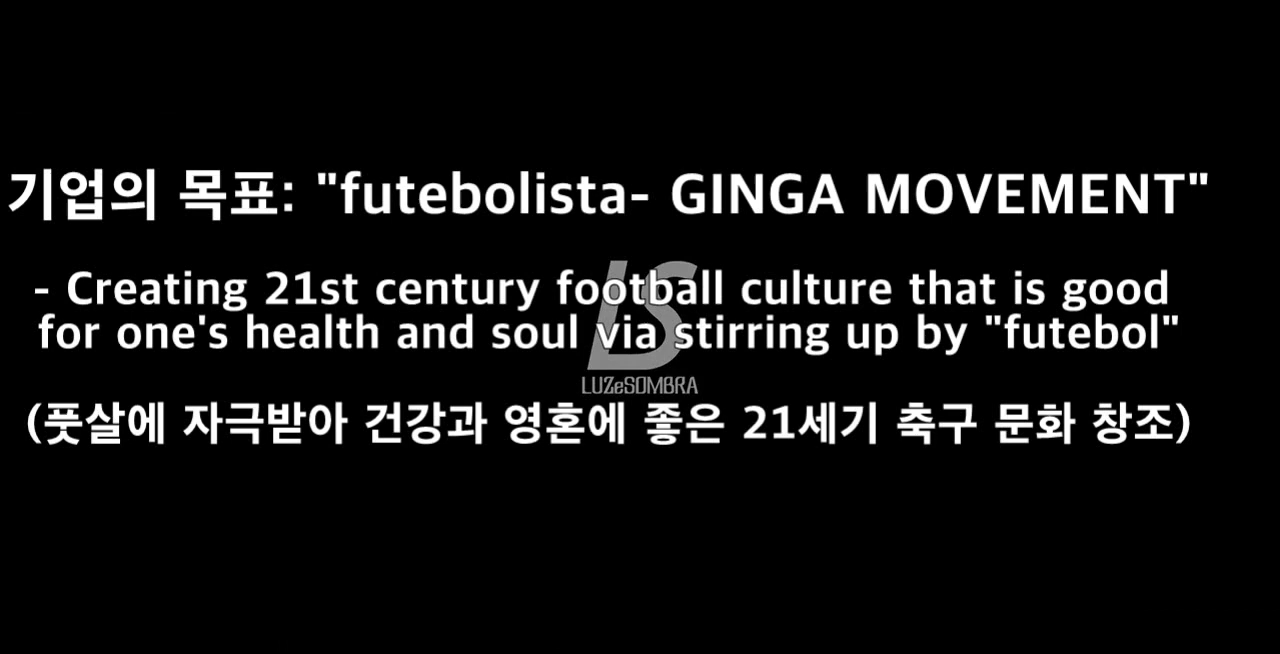 기업의 목표: "futebolista- GINGA MOVEMENT"
- Creating 21st century football culture that is good
for one's health and soul via stirring up by "futebol"
LS
LUZeSOMBRA
(풋살에 자극받아 건강과 영혼에 좋은 21세기 축구 문화 창조)